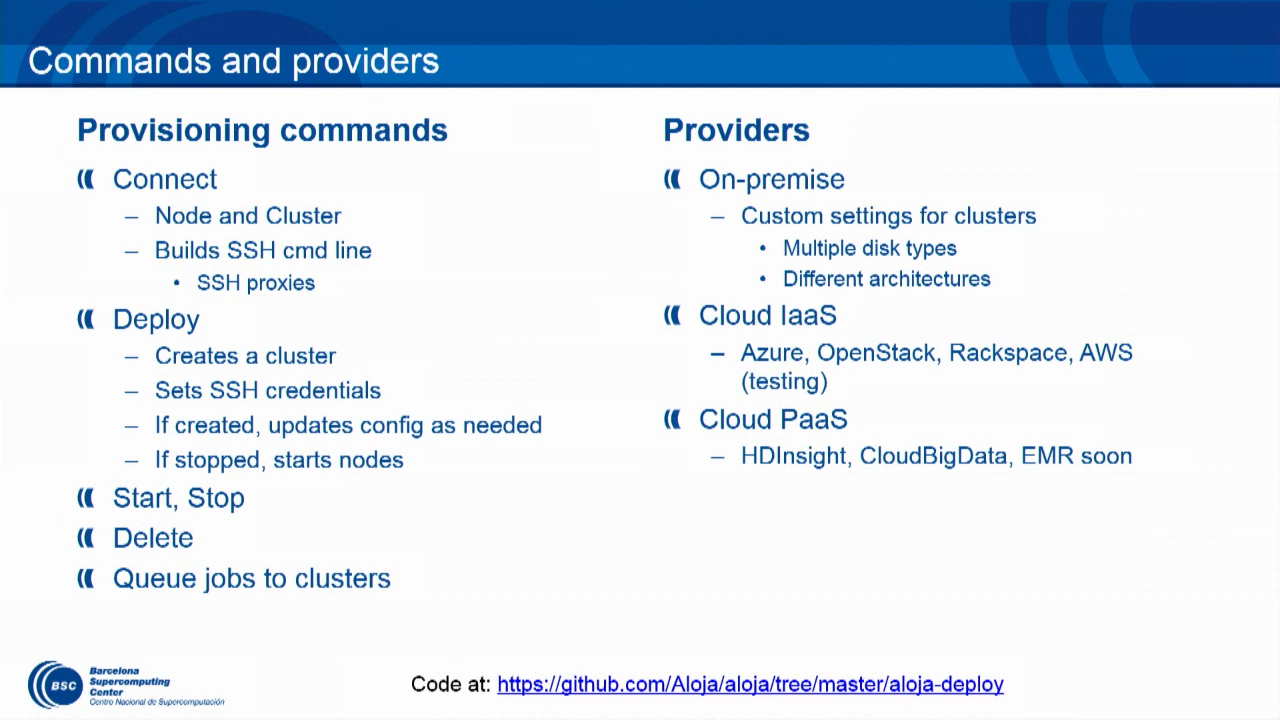 Commands and providers
Provisioning commands
Connect
– Node and Cluster
– Builds SSH cmd line
• SSH proxies
Deploy
– Creates a cluster
– Sets SSH credentials
– If created, updates config as needed
– If stopped, starts nodes
Start, Stop
Delete
Queue jobs to clusters
Providers
On-premise
– Custom settings for clusters
• Multiple disk types
• Different architectures
Cloud IaaS
– Azure, OpenStack, Rackspace, AWS
(testing)
Cloud PaaS
– HDInsight, CloudBigData, EMR soon
BSC
Barcelona
Supercomputing
Center
Centro Nacional de Supercomputación
Code at: https://github.com/Aloja/aloja/tree/master/aloja-deploy